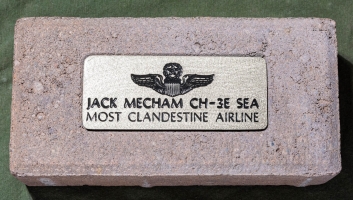 JACK MECHAM CH-3E SEA
MOST CLANDESTINE AIRLINE